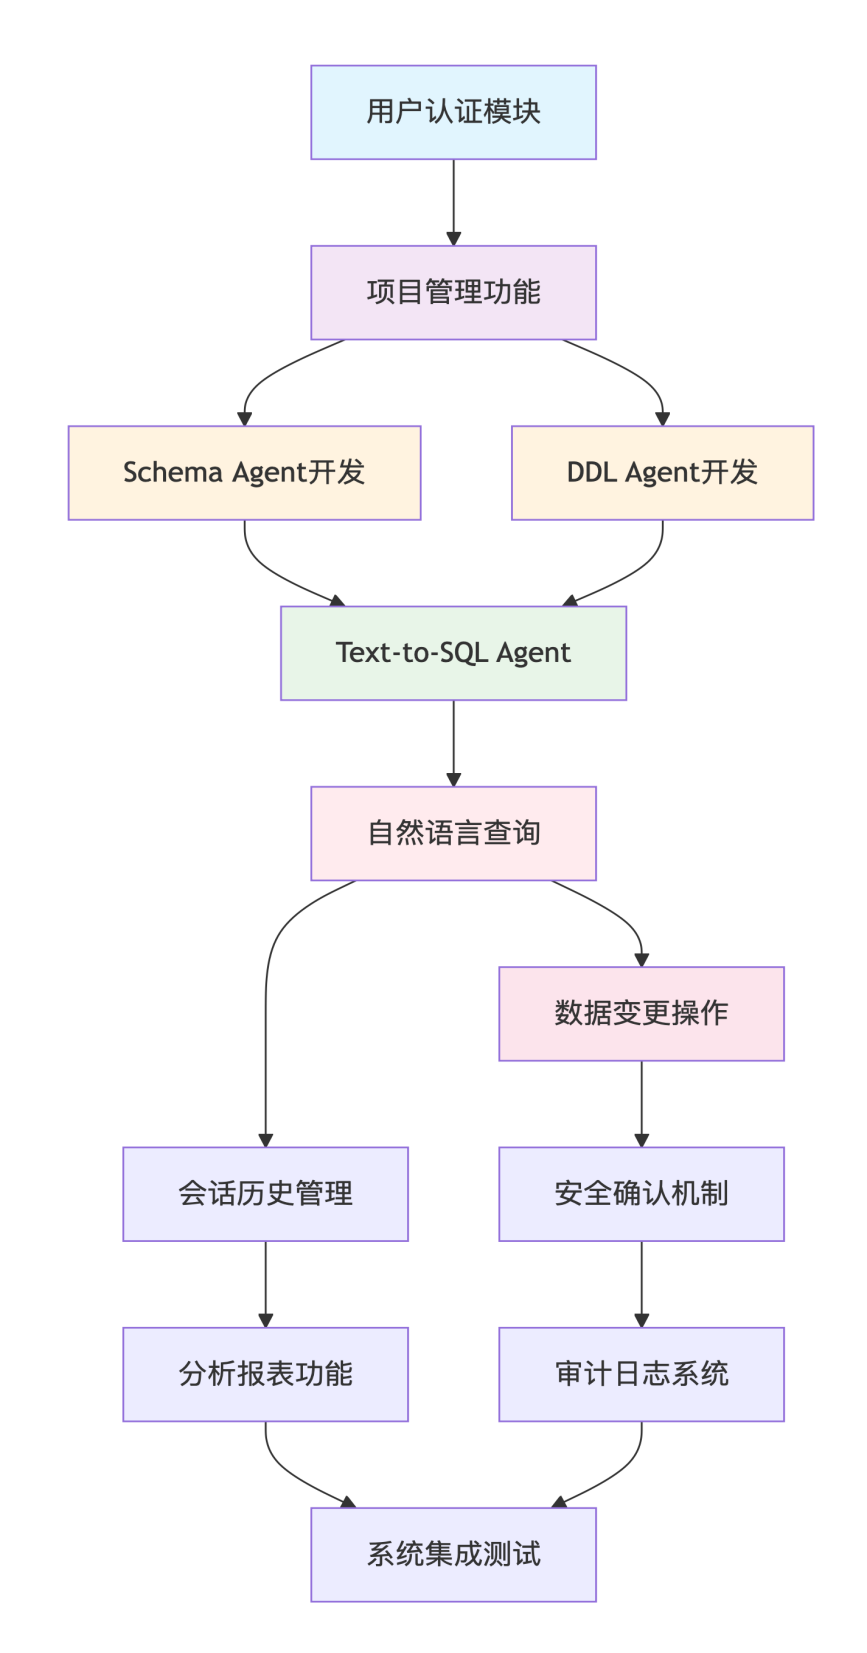 用户认证模块
项目管理功能
Schema Agent开发
DDL Agent开发
Text-to-SQL Agent
自然语言查询
数据变更操作
会话历史管理
安全确认机制
分析报表功能
审计日志系统
系统集成测试